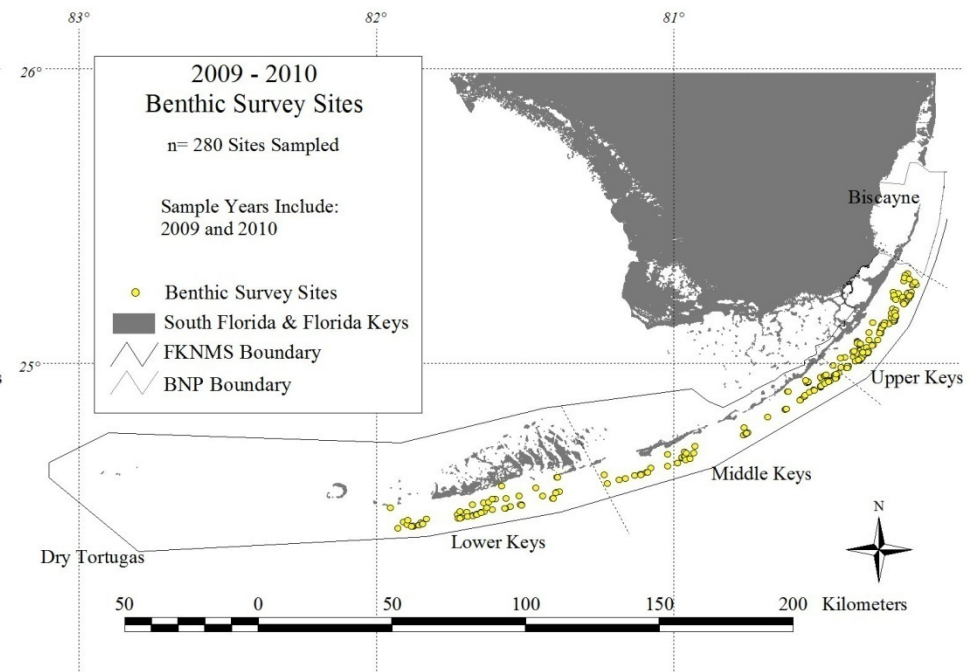 83°
82°
81°
26°
2009 - 2010
Benthic Survey Sites
n= 280 Sites Sampled
Sample Years Include:
2009 and 2010
Benthic Survey Sites
South Florida & Florida Keys
FKNMS Boundary
BNP Boundary
Biscayne
s
25°
Upper Keys
Middle Keys
Lower Keys
Dry Tortugas
N
50 0 50 100 150 200 Kilometers